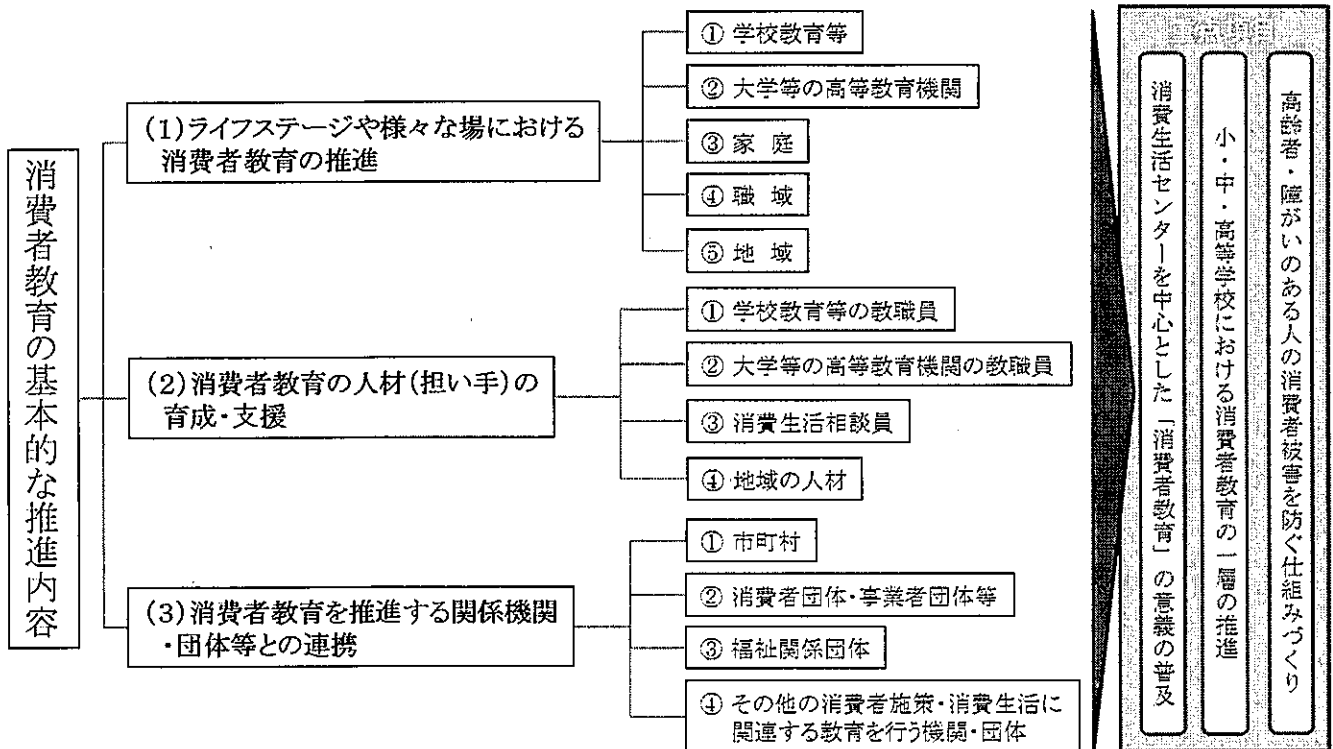 消費者教育の基本的な推進内容
(1)ライフステージや様々な場における
消費者教育の推進
① 学校教育等
② 大学等の高等教育機関
③ 家 庭
④ 職 域
⑤ 地 域
(2)消費者教育の人材(担い手)の
育成・支援
① 学校教育等の教職員
② 大学等の高等教育機関の教職員
③ 消費生活相談員
④ 地域の人材
(3)消費者教育を推進する関係機関
・団体等との連携
① 市町村
② 消費者団体・事業者団体等
③ 福祉関係団体
④ その他の消費者施策・消費生活に
関連する教育を行う機関・団体
高齢者・障がいのある人の消費者被害を防ぐ仕組みづくり
小・中・高等学校における消費者教育の一層の推進
消費生活センターを中心とした「消費者教育」の意義の普及